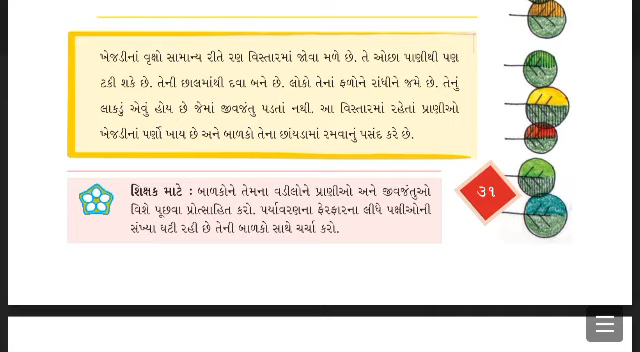 ખેજડીનાં વૃક્ષો સામાન્ય રીતે રણ વિસ્તારમાં જોવા મળે છે. તે ઓછા પાણીથી પણ
ટકી શકે છે. તેની છાલમાંથી દવા બને છે. લોકો તેનાં ફળોને રાંધીને જમે છે. તેનું
લાકડું એવું હોય છે જેમાં જીવજંતુ પડતાં નથી. આ વિસ્તારમાં રહેતાં પ્રાણીઓ
ખેજડીનાં પર્ણો ખાય છે અને બાળકો તેના છાંયડામાં રમવાનું પસંદ કરે છે.
શિક્ષક માટે : બાળકોને તેમના વડીલોને પ્રાણીઓ અને જીવજંતુઓ
વિશે પૂછવા પ્રોત્સાહિત કરો. પર્યાવરણના ફેરફારના લીધે પક્ષીઓની
સંખ્યા ઘટી રહી છે તેની બાળકો સાથે ચર્ચા કરો.
૩૧